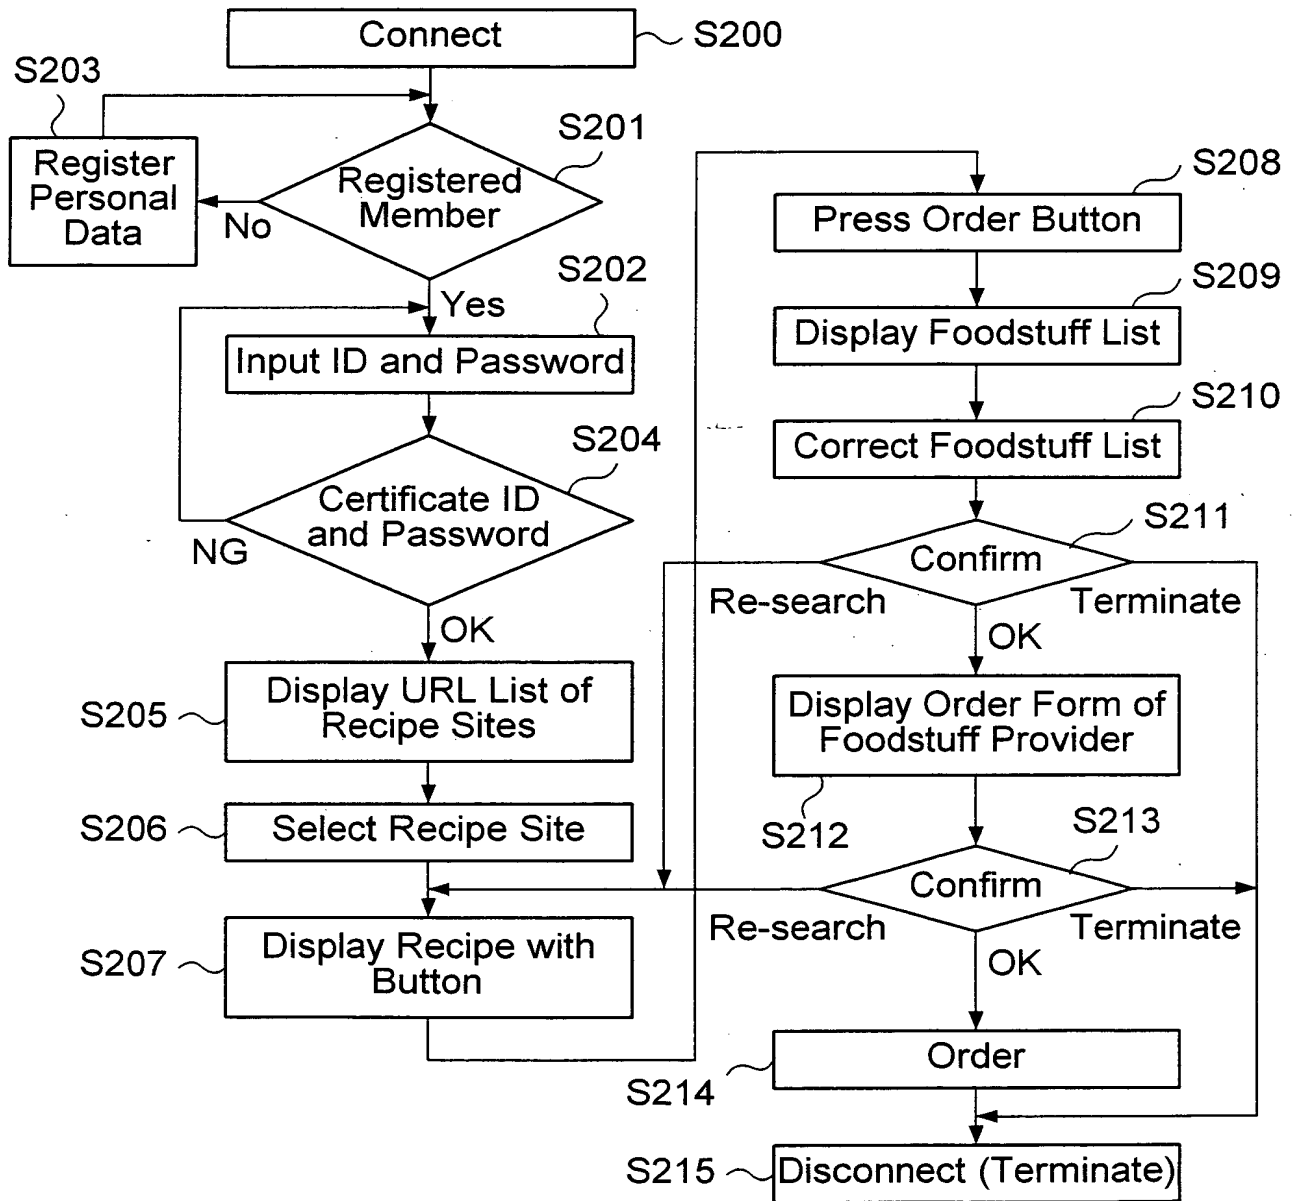 Connect
S200
S203
Register
Personal
Data
S201
Registered
Member
No
Yes
S202
Input ID and Password
S204
Certificate ID
and Password
NG
OK
S205
Display URL List of
Recipe Sites
S206
Select Recipe Site
S207
Display Recipe with
Button
S208
Press Order Button
S209
Display Foodstuff List
S210
Correct Foodstuff List
S211
Confirm
Re-search
Terminate
OK
Display Order Form of
Foodstuff Provider
S212
S213
Confirm
Re-search
Terminate
OK
Order
S214
S215
Disconnect (Terminate)